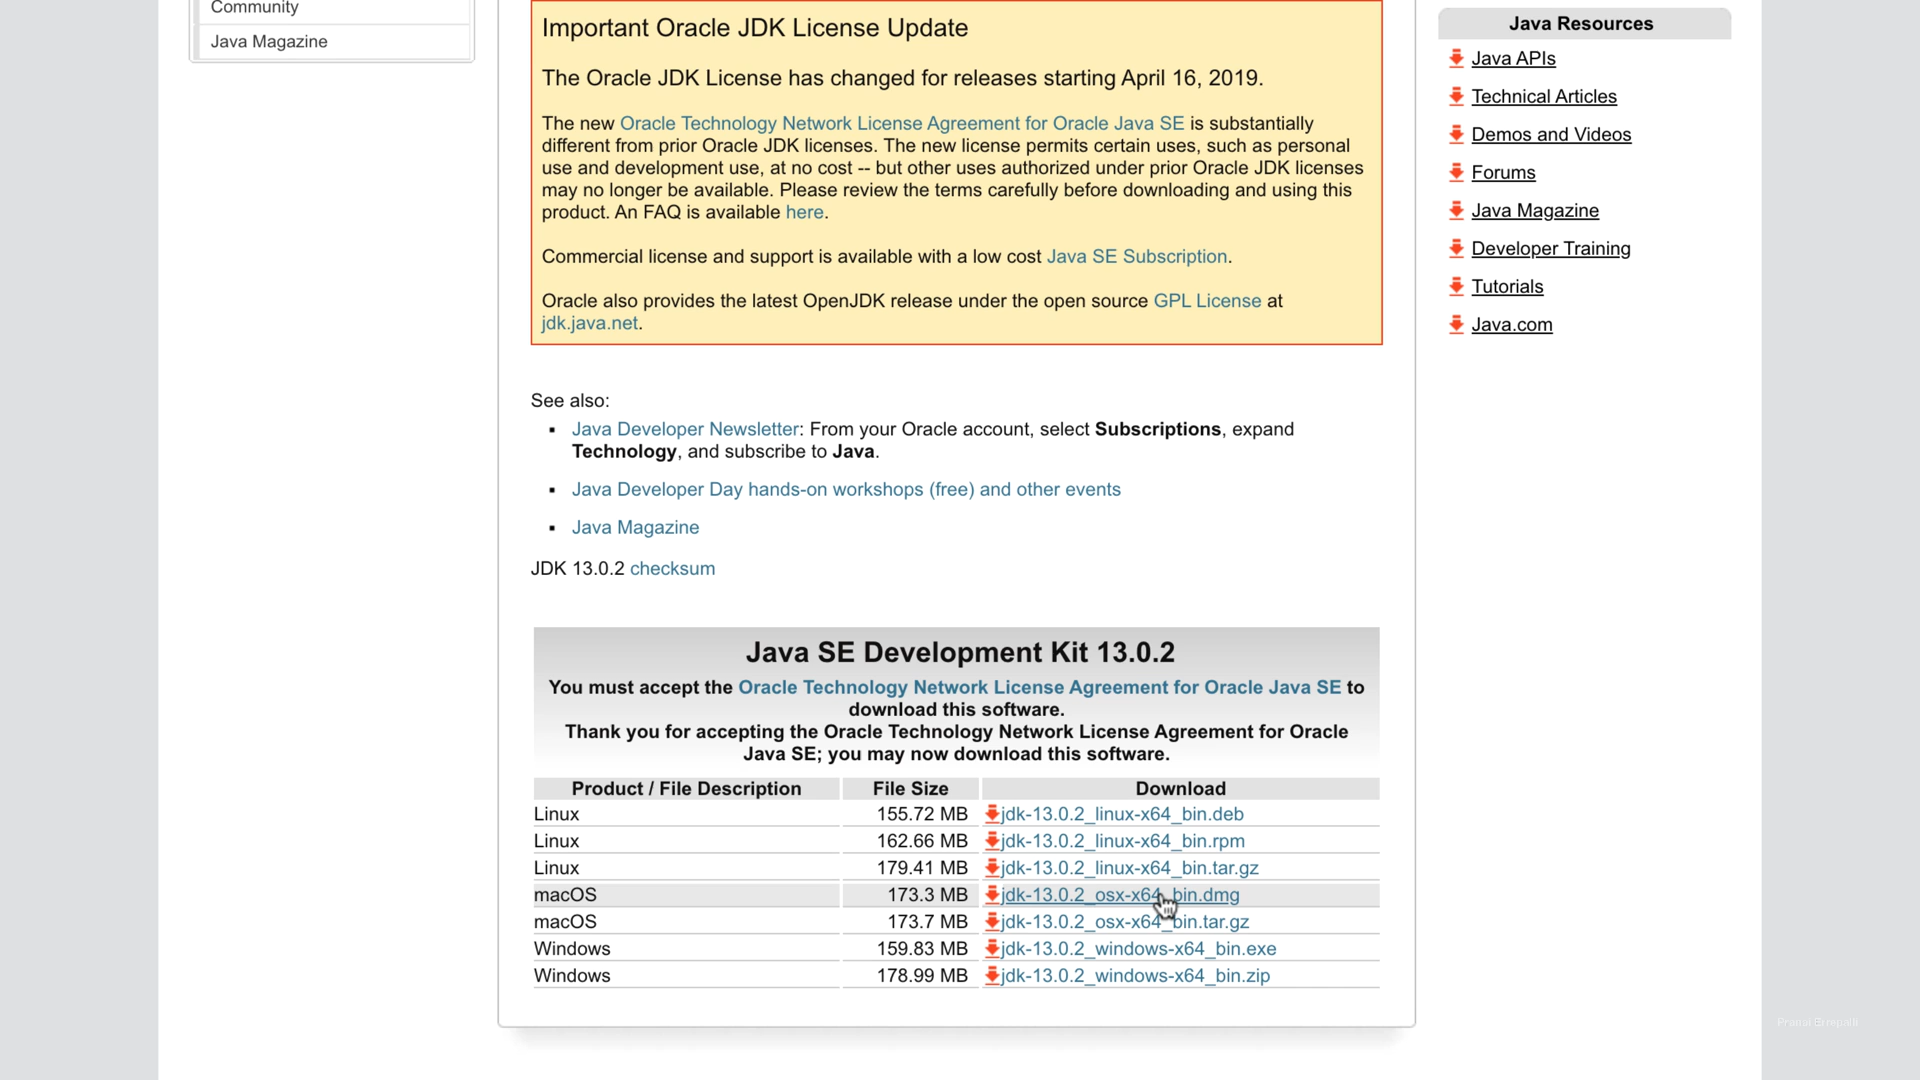 Community
Java Magazine
Important Oracle JDK License Update
The Oracle JDK License has changed for releases starting April 16, 2019.
The new Oracle Technology Network License Agreement for Oracle Java SE is substantially
different from prior Oracle JDK licenses. The new license permits certain uses, such as personal
use and development use, at no cost -- but other uses authorized under prior Oracle JDK licenses
may no longer be available. Please review the terms carefully before downloading and using this
product. An FAQ is available here.
Commercial license and support is available with a low cost Java SE Subscription.
Oracle also provides the latest OpenJDK release under the open source GPL License at
jdk.java.net.
See also:
▪ Java Developer Newsletter: From your Oracle account, select Subscriptions, expand
Technology, and subscribe to Java.
▪ Java Developer Day hands-on workshops (free) and other events
▪ Java Magazine
JDK 13.0.2 checksum
Java SE Development Kit 13.0.2
You must accept the Oracle Technology Network License Agreement for Oracle Java SE to
download this software.
Thank you for accepting the Oracle Technology Network License Agreement for Oracle
Java SE; you may now download this software.
Product / File Description File Size Download
Linux 155.72 MB jdk-13.0.2_linux-x64_bin.deb
Linux 162.66 MB jdk-13.0.2_linux-x64_bin.rpm
Linux 179.41 MB jdk-13.0.2_linux-x64_bin.tar.gz
macOS 173.3 MB jdk-13.0.2_osx-x64_bin.dmg
macOS 173.7 MB jdk-13.0.2_osx-x64_bin.tar.gz
Windows 159.83 MB jdk-13.0.2_windows-x64_bin.exe
Windows 178.99 MB jdk-13.0.2_windows-x64_bin.zip
Java Resources
Java APIs
Technical Articles
Demos and Videos
Forums
Java Magazine
Developer Training
Tutorials
Java.com